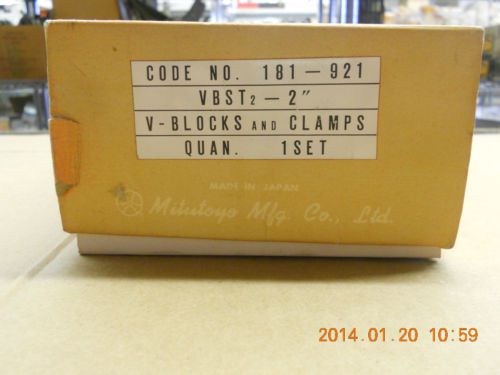 CODE NO. 181-921
VBST2-2"
V-BLOCKS AND CLAMPS
QUAN. 1SET
MADE IN JAPAN
Mitutoyo Mfg. Co., Ltd.
2014.01.20 10:59